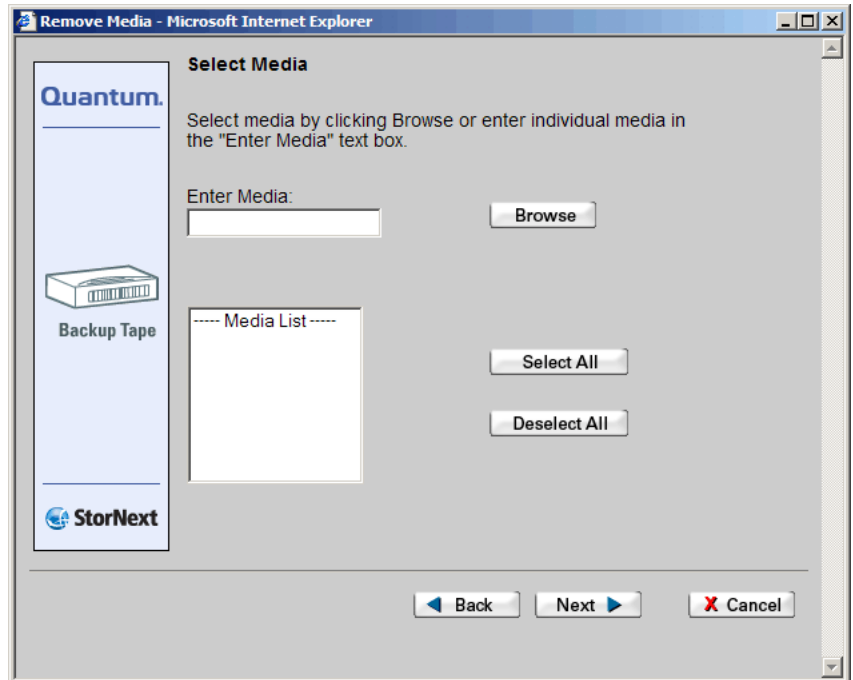 Remove Media - Microsoft Internet Explorer
Select Media
Quantum.
Select media by clicking Browse or enter individual media in
the "Enter Media" text box.
Enter Media:
Browse
Backup Tape
----- Media List -----
Select All
Deselect All
StorNext
Back
Next
X Cancel